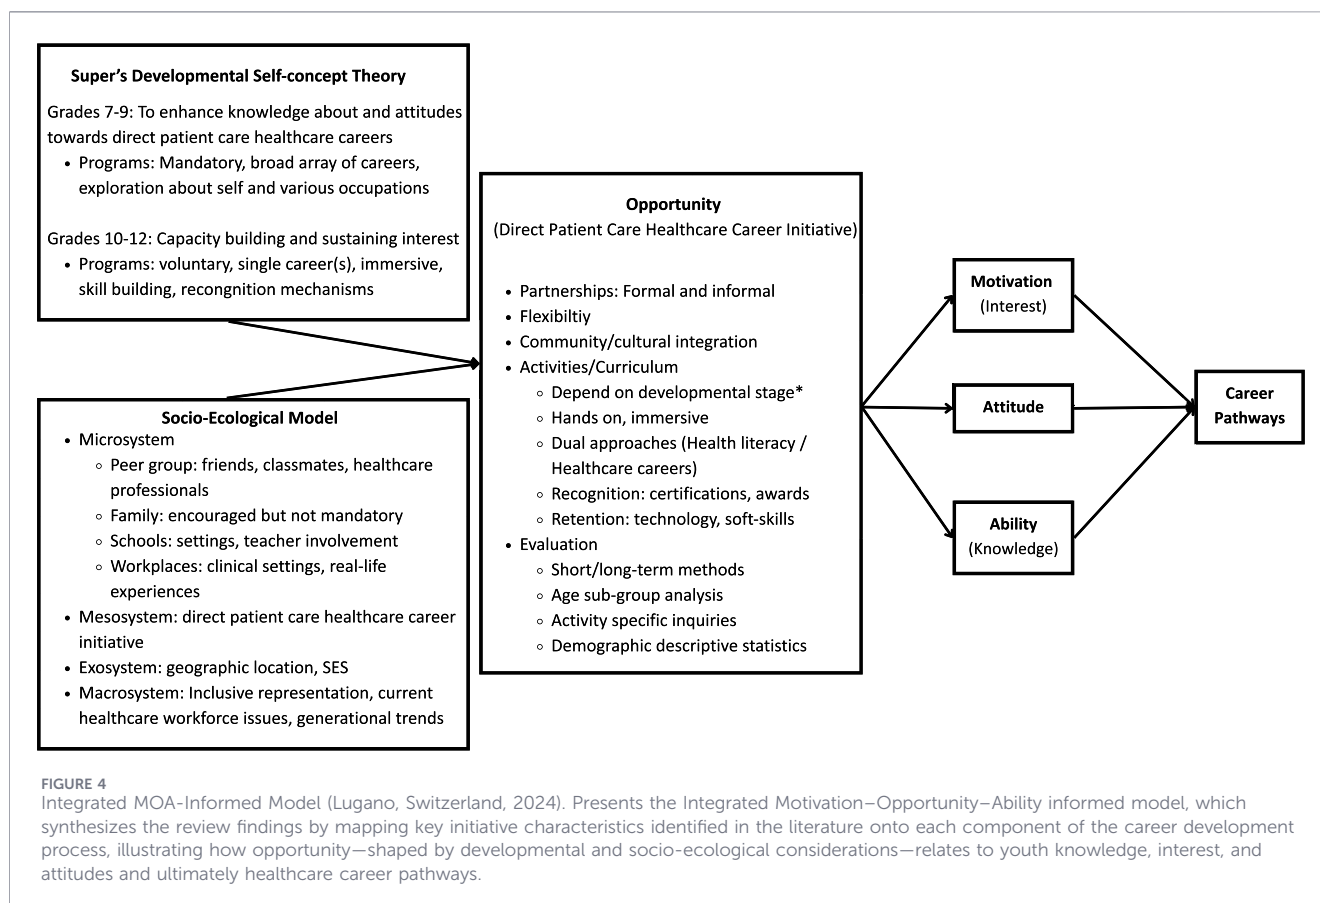 Super's Developmental Self-concept Theory
Grades 7-9: To enhance knowledge about and attitudes
towards direct patient care healthcare careers
• Programs: Mandatory, broad array of careers,
exploration about self and various occupations
Grades 10-12: Capacity building and sustaining interest
• Programs: voluntary, single career(s), immersive,
skill building, recongnition mechanisms
Socio-Ecological Model
• Microsystem
◦ Peer group: friends, classmates, healthcare
professionals
◦ Family: encouraged but not mandatory
◦ Schools: settings, teacher involvement
◦ Workplaces: clinical settings, real-life
experiences
• Mesosystem: direct patient care healthcare career
initiative
• Exosystem: geographic location, SES
• Macrosystem: Inclusive representation, current
healthcare workforce issues, generational trends
Opportunity
(Direct Patient Care Healthcare Career Initiative)
• Partnerships: Formal and informal
• Flexibiltiy
• Community/cultural integration
• Activities/Curriculum
◦ Depend on developmental stage*
◦ Hands on, immersive
◦ Dual approaches (Health literacy /
Healthcare careers)
◦ Recognition: certifications, awards
◦ Retention: technology, soft-skills
• Evaluation
◦ Short/long-term methods
◦ Age sub-group analysis
◦ Activity specific inquiries
◦ Demographic descriptive statistics
Motivation
(Interest)
Attitude
Ability
(Knowledge)
Career
Pathways
FIGURE 4
Integrated MOA-Informed Model (Lugano, Switzerland, 2024). Presents the Integrated Motivation–Opportunity–Ability informed model, which
synthesizes the review findings by mapping key initiative characteristics identified in the literature onto each component of the career development
process, illustrating how opportunity—shaped by developmental and socio-ecological considerations—relates to youth knowledge, interest, and
attitudes and ultimately healthcare career pathways.